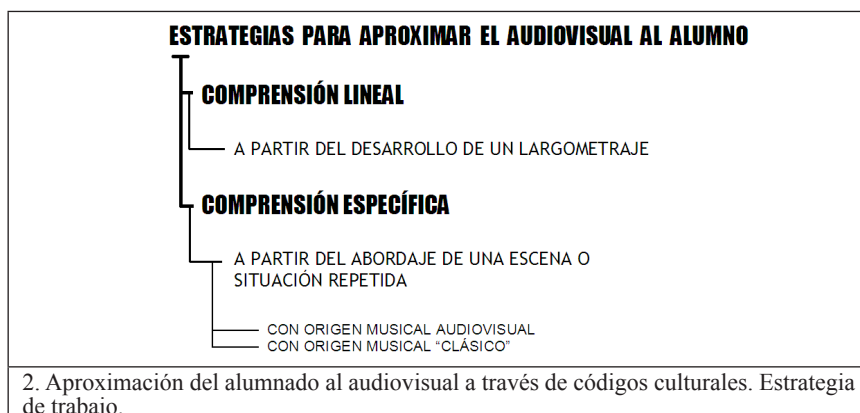 ESTRATEGIAS PARA APROXIMAR EL AUDIOVISUAL AL ALUMNO
COMPRENSIÓN LINEAL
A PARTIR DEL DESARROLLO DE UN LARGOMETRAJE
COMPRENSIÓN ESPECÍFICA
A PARTIR DEL ABORDAJE DE UNA ESCENA O
SITUACIÓN REPETIDA
CON ORIGEN MUSICAL AUDIOVISUAL
CON ORIGEN MUSICAL “CLÁSICO”
2. Aproximación del alumnado al audiovisual a través de códigos culturales. Estrategia
de trabajo.